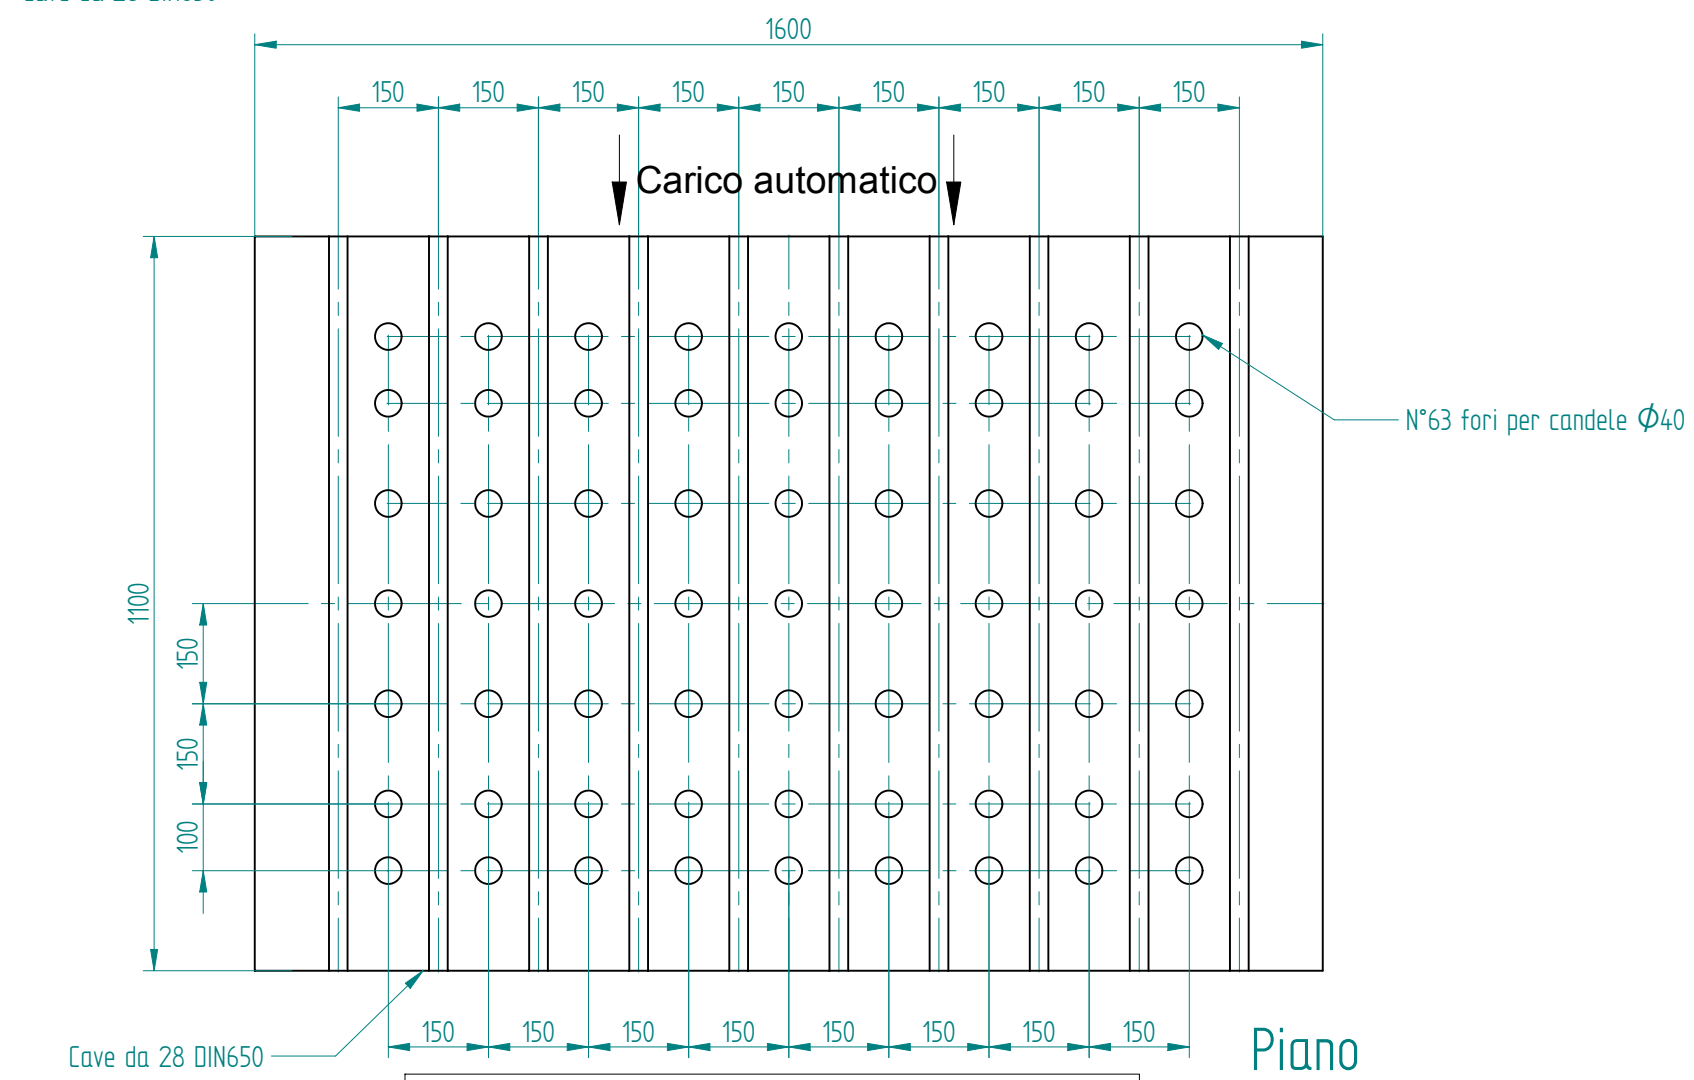 1600
150 150 150 150 150 150 150 150 150
Carico automatico
N°63 fori per candele Φ40
1100
150
150
100
150 150 150 150 150 150 150 150
Cave da 28 DIN650
Piano